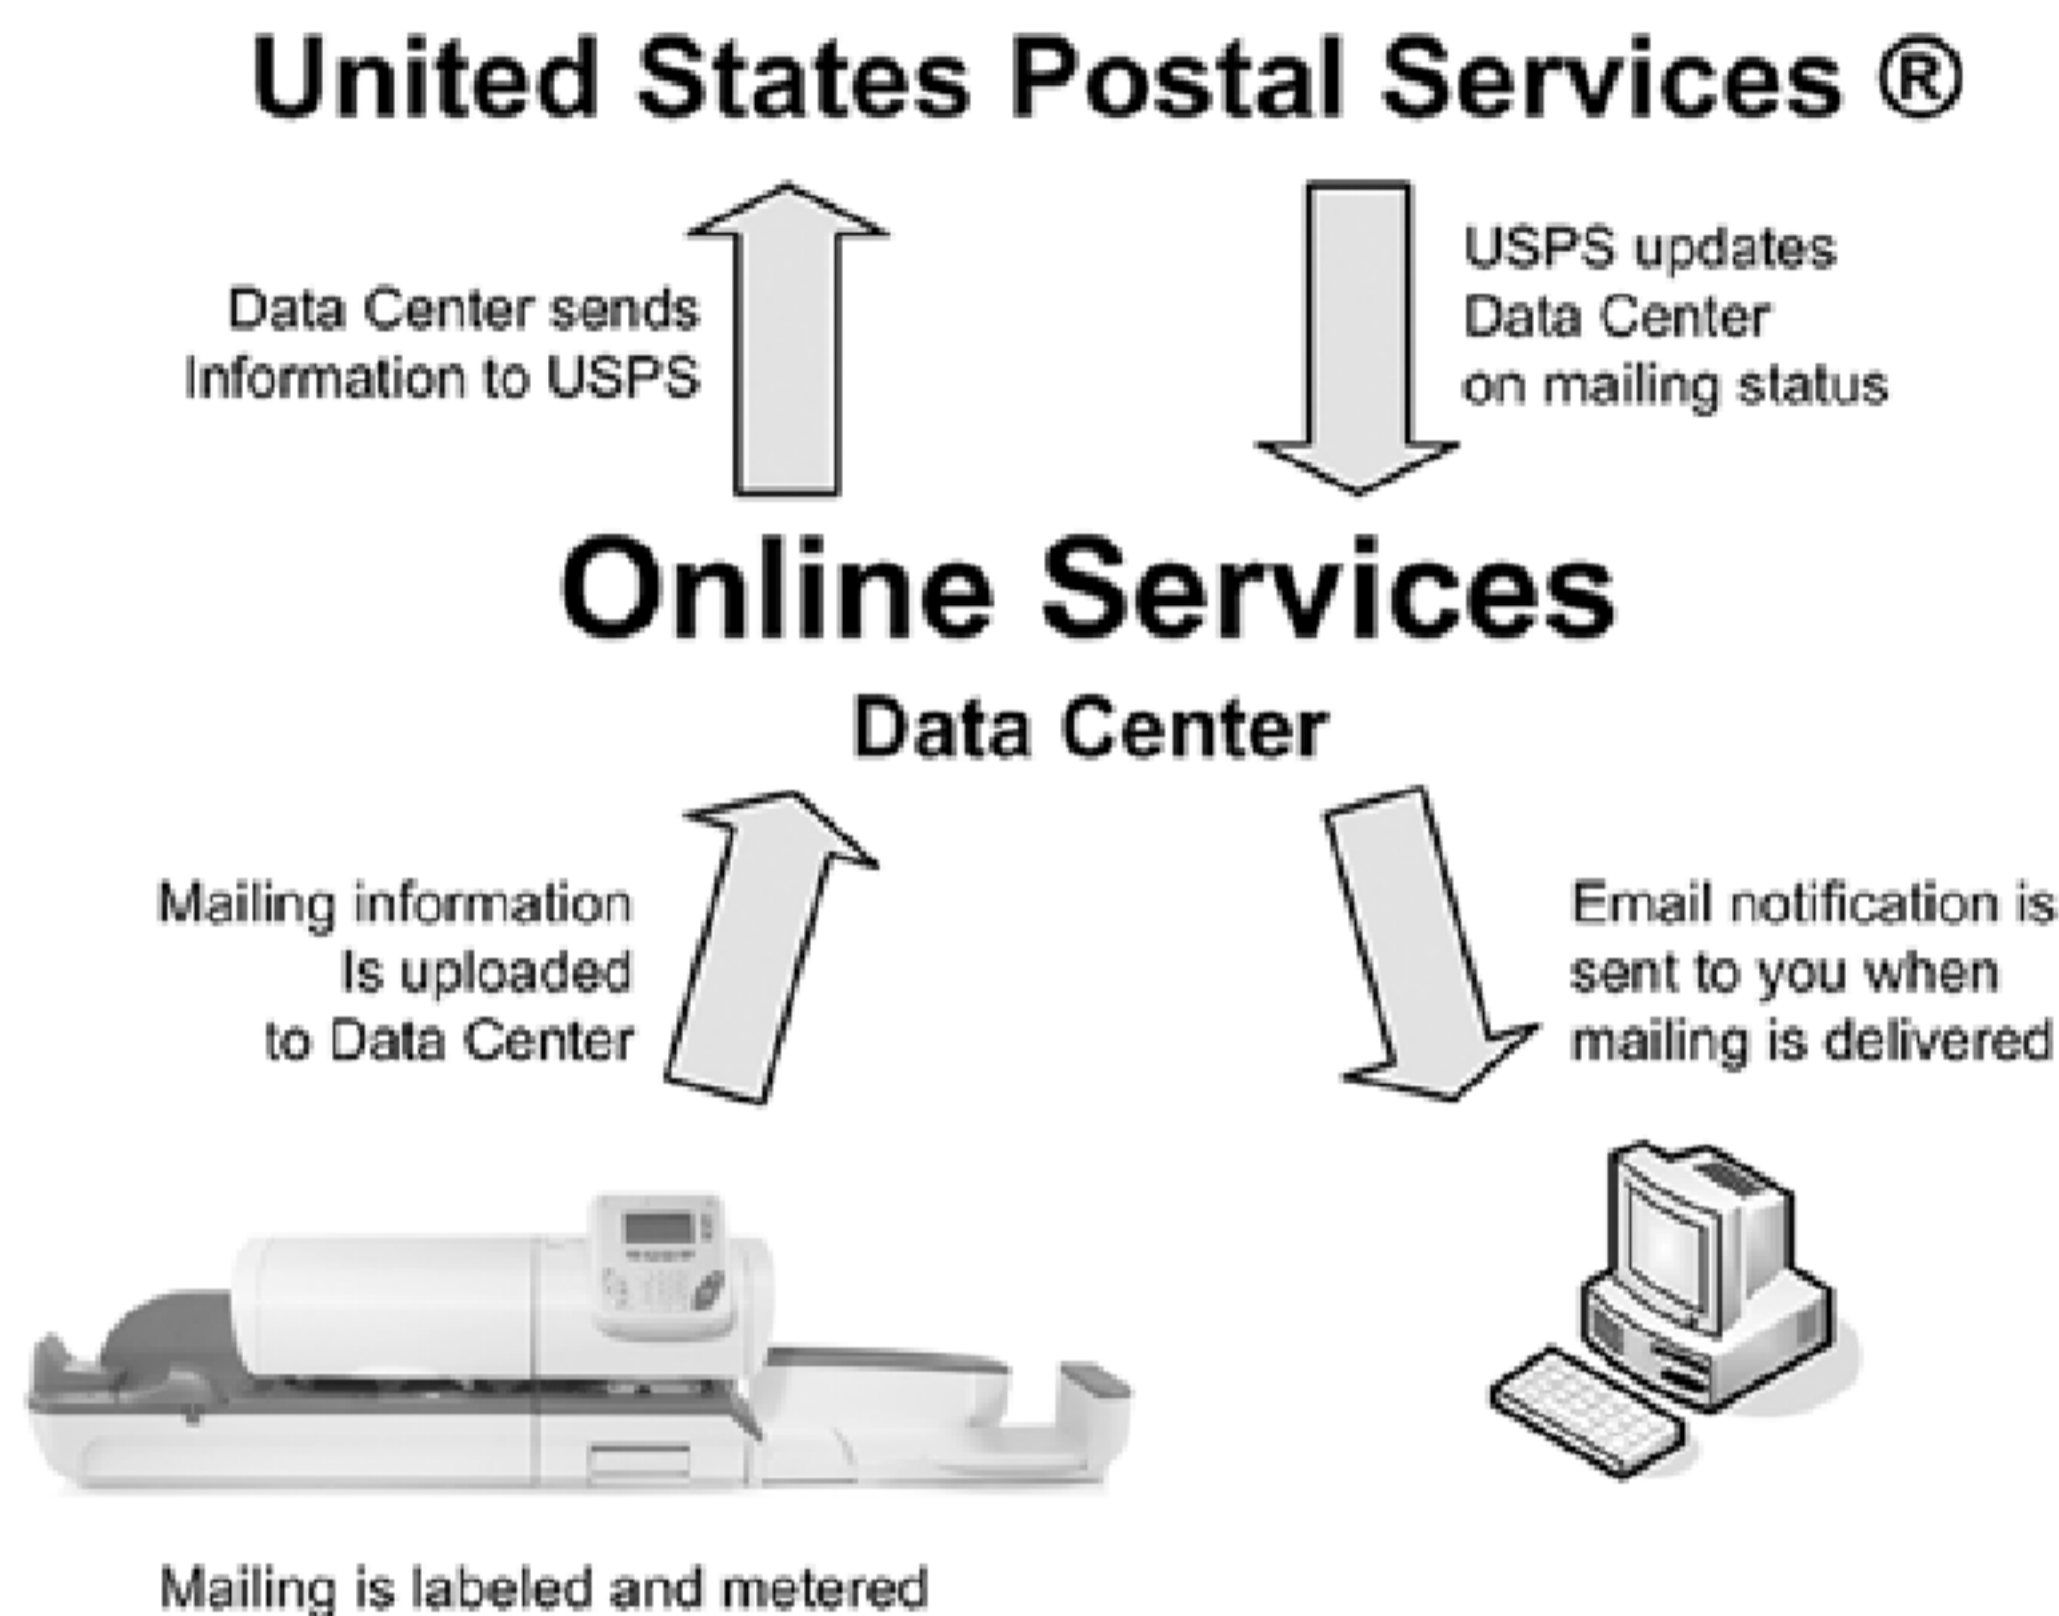 United States Postal Services ®
Data Center sends
Information to USPS
USPS updates
Data Center
on mailing status
Online Services
Data Center
Mailing information
Is uploaded
to Data Center
Email notification is
sent to you when
mailing is delivered
Mailing is labeled and metered